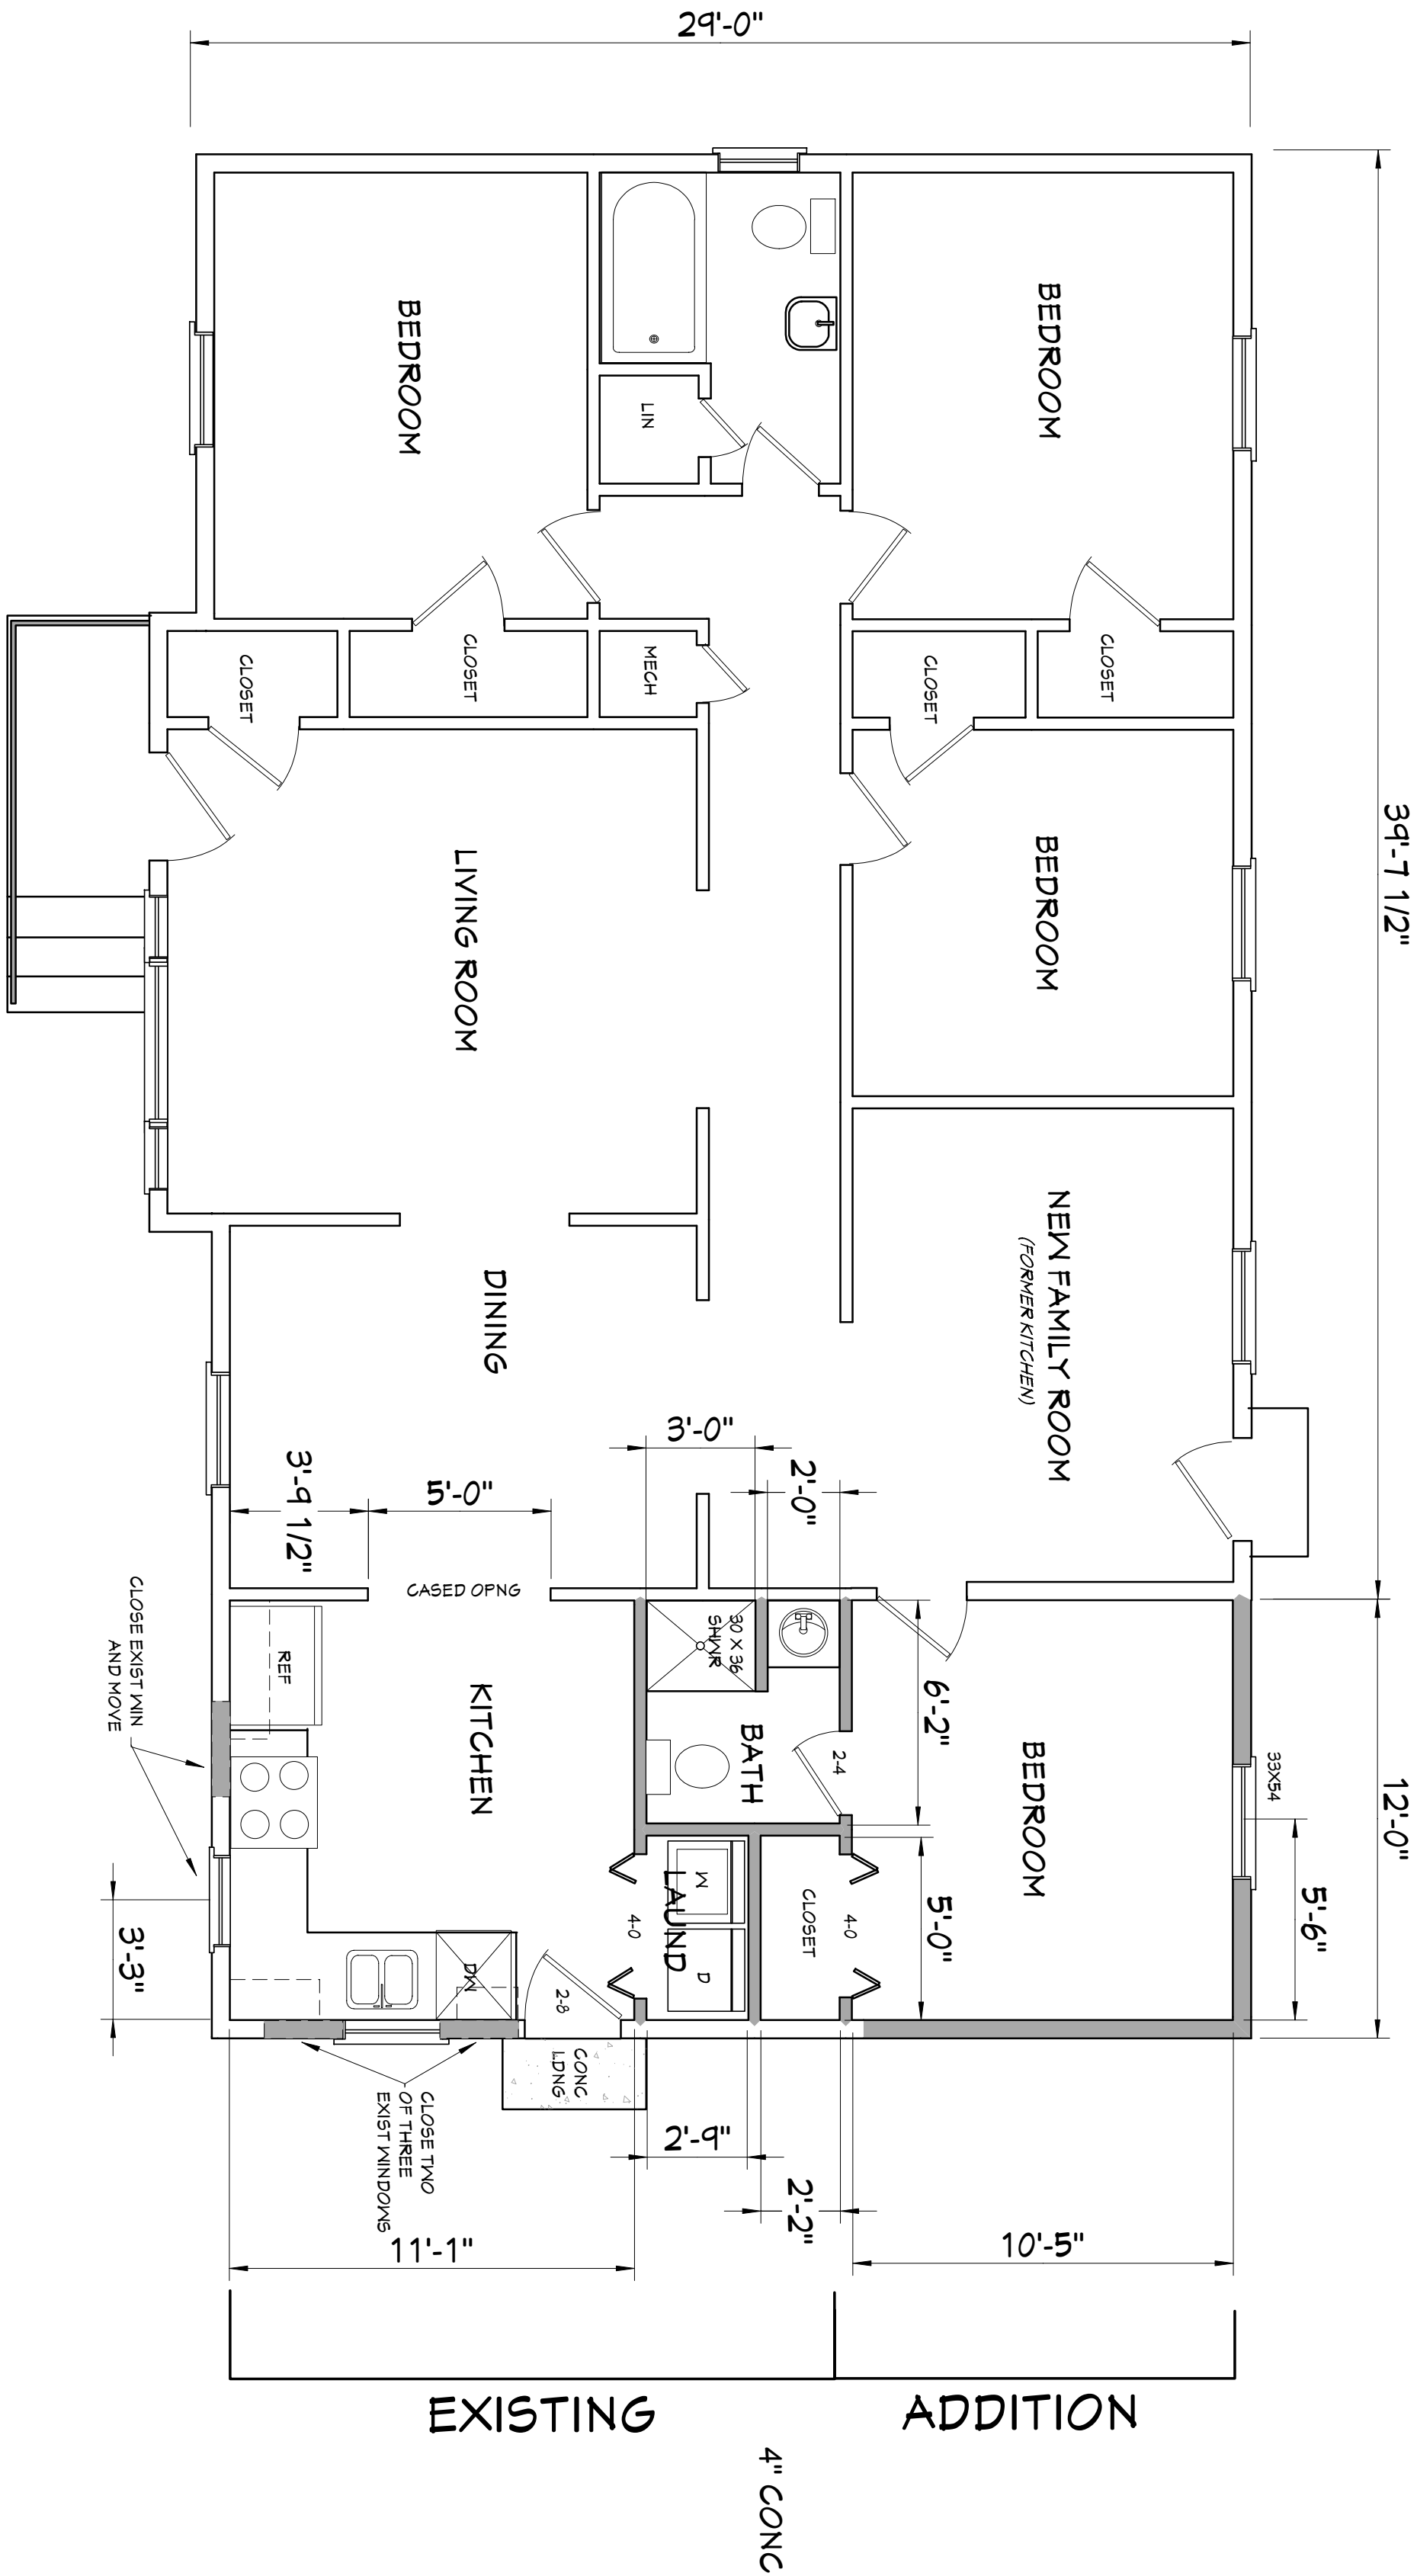 29'-0"
39'-7 1/2"
BEDROOM
BEDROOM
LIN
CLOSET
CLOSET
MECH
CLOSET
CLOSET
LIVING ROOM
BEDROOM
NEW FAMILY ROOM
(FORMER KITCHEN)
DINING
3'-0"
2'-0"
3'-9 1/2"
5'-0"
CASED OPNG
CLOSE EXIST WIN
AND MOVE
REF
KITCHEN
30 X 36
SHWR
BATH
2-4
6'-2"
BEDROOM
33X54
12'-0"
5'-6"
5'-0"
W
LAUND
D
4-0
CLOSET
4-0
3'-3"
DW
2-8
CONC
LDNG
CLOSE TWO
OF THREE
EXIST WINDOWS
2'-9"
2'-2"
11'-1"
10'-5"
EXISTING
ADDITION
4" CONC